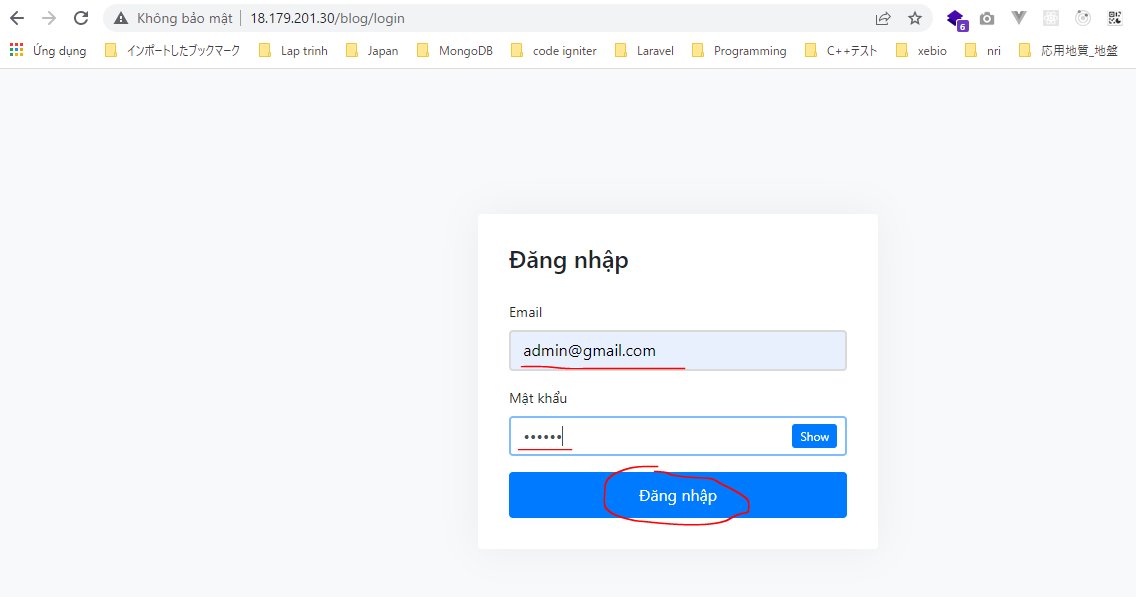 Không bảo mật 18.179.201.30/blog/login
6
Ứng dụng インポートしたブックマーク Lap trinh Japan MongoDB code igniter Laravel Programming C++テスト xebio nri 応用地質_地盤
Đăng nhập
Email
admin@gmail.com
Mật khẩu
••••••
Show
Đăng nhập